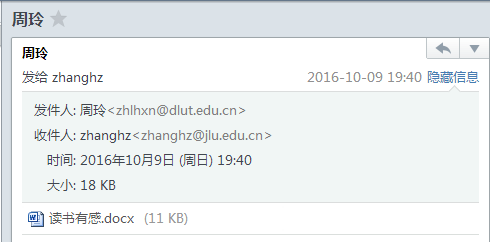 周玲
周玲
发给 zhanghz 2016-10-09 19:40 隐藏信息
发件人: 周玲<zhlhxn@dlut.edu.cn>
收件人: zhanghz<zhanghz@jlu.edu.cn>
时间: 2016年10月9日 (周日) 19:40
大小: 18 KB
读书有感.docx (11 KB)